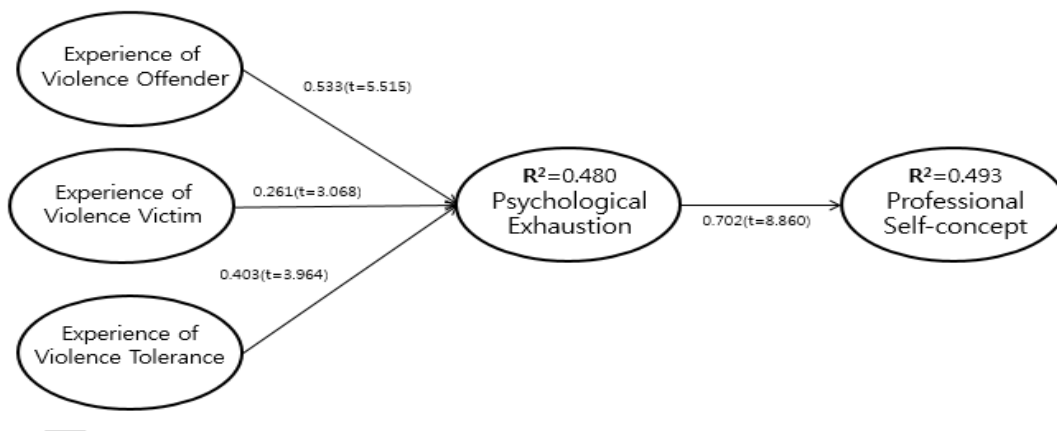 Experience of
Violence Offender
0.533(t=5.515)
Experience of
Violence Victim
0.261(t=3.068)
R²=0.480
Psychological
Exhaustion
0.702(t=8.860)
R²=0.493
Professional
Self-concept
0.403(t=3.964)
Experience of
Violence Tolerance